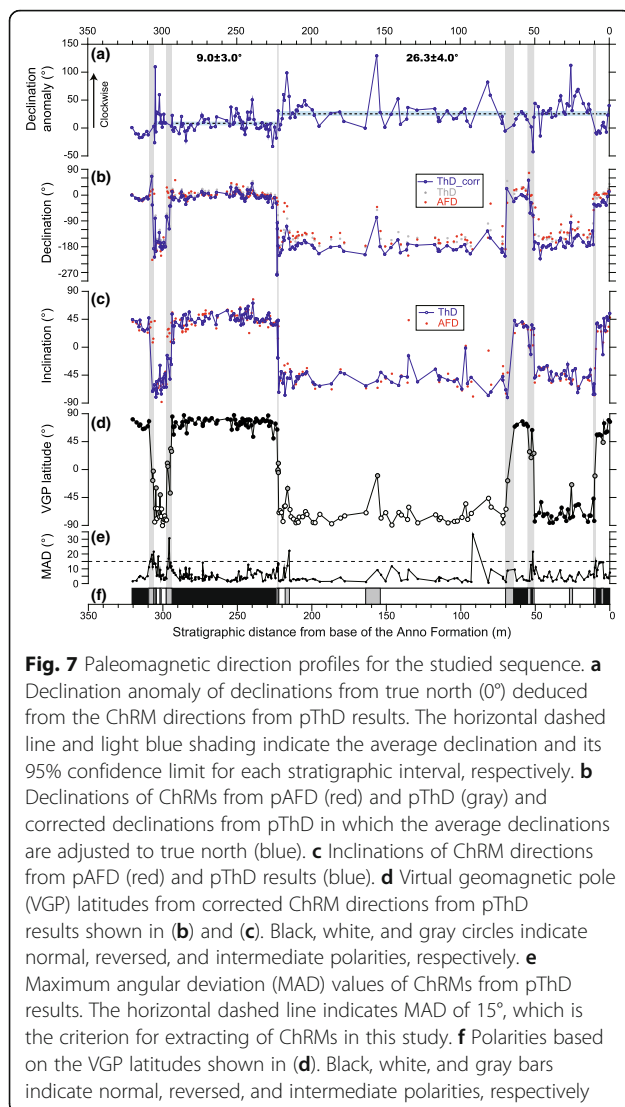 (a)
9.0±3.0°
26.3±4.0°
Clockwise
Declination anomaly (°)
150
100
50
0
-50
350
300
250
200
150
100
50
0
(b)
Declination (°)
90
0
-90
-180
-270
ThD_corr
ThD
AFD
(c)
Inclination (°)
90
45
0
-45
-90
ThD
AFD
(d)
VGP latitude (°)
90
45
0
-45
-90
(e)
MAD (°)
30
20
10
0
(f)
350
300
250
200
150
100
50
0
Stratigraphic distance from base of the Anno Formation (m)
Fig. 7 Paleomagnetic direction profiles for the studied sequence. a
Declination anomaly of declinations from true north (0°) deduced
from the ChRM directions from pThD results. The horizontal dashed
line and light blue shading indicate the average declination and its
95% confidence limit for each stratigraphic interval, respectively. b
Declinations of ChRMs from pAFD (red) and pThD (gray) and
corrected declinations from pThD in which the average declinations
are adjusted to true north (blue). c Inclinations of ChRM directions
from pAFD (red) and pThD results (blue). d Virtual geomagnetic pole
(VGP) latitudes from corrected ChRM directions from pThD
results shown in (b) and (c). Black, white, and gray circles indicate
normal, reversed, and intermediate polarities, respectively. e
Maximum angular deviation (MAD) values of ChRMs from pThD
results. The horizontal dashed line indicates MAD of 15°, which is
the criterion for extracting of ChRMs in this study. f Polarities based
on the VGP latitudes shown in (d). Black, white, and gray bars
indicate normal, reversed, and intermediate polarities, respectively